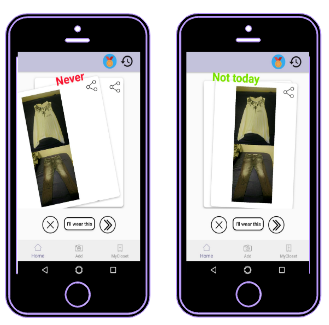 Never
I'll wear this
Home
Add
My Closet
Not today
I'll wear this
Home
Add
My Closet